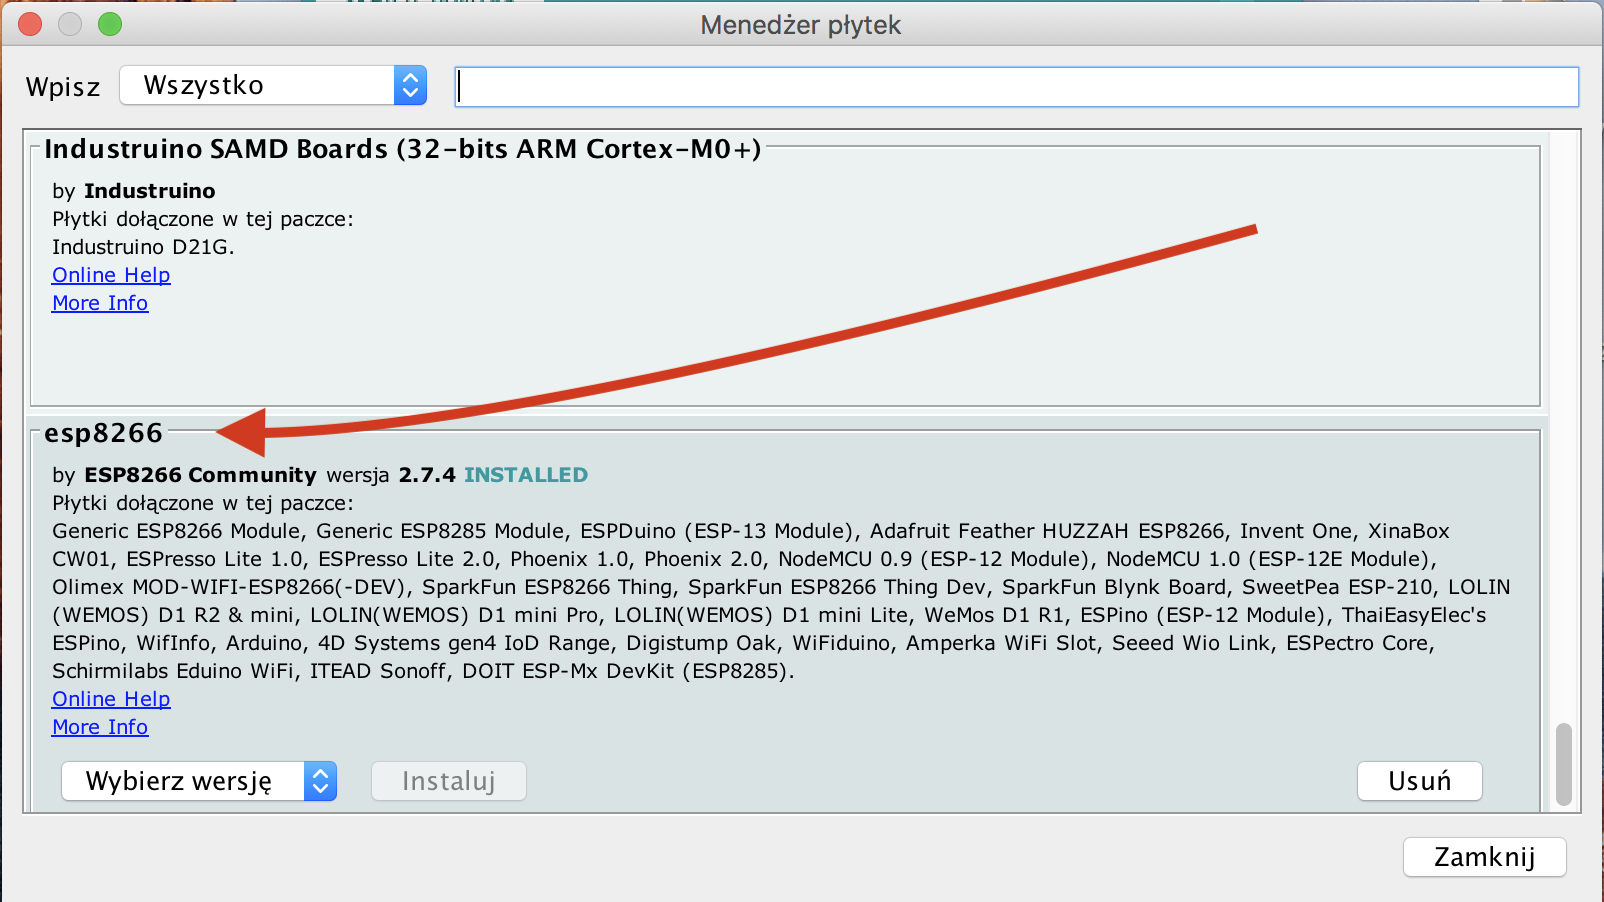 Menedżer płytek
Wpisz Wszystko
Industruino SAMD Boards (32-bits ARM Cortex-M0+)
by Industruino
Płytki dołączone w tej paczce:
Industruino D21G.
Online Help
More Info
esp8266
by ESP8266 Community wersja 2.7.4 INSTALLED
Płytki dołączone w tej paczce:
Generic ESP8266 Module, Generic ESP8285 Module, ESPDuino (ESP-13 Module), Adafruit Feather HUZZAH ESP8266, Invent One, XinaBox
CW01, ESPresso Lite 1.0, ESPresso Lite 2.0, Phoenix 1.0, Phoenix 2.0, NodeMCU 0.9 (ESP-12 Module), NodeMCU 1.0 (ESP-12E Module),
Olimex MOD-WIFI-ESP8266(-DEV), SparkFun ESP8266 Thing, SparkFun ESP8266 Thing Dev, SparkFun Blynk Board, SweetPea ESP-210, LOLIN
(WEMOS) D1 R2 & mini, LOLIN(WEMOS) D1 mini Pro, LOLIN(WEMOS) D1 mini Lite, WeMos D1 R1, ESPino (ESP-12 Module), ThaiEasyElec's
ESPino, WifInfo, Arduino, 4D Systems gen4 IoD Range, Digistump Oak, WiFiduino, Amperka WiFi Slot, Seeed Wio Link, ESPectro Core,
Schirmilabs Eduino WiFi, ITEAD Sonoff, DOIT ESP-Mx DevKit (ESP8285).
Online Help
More Info
Wybierz wersję Instaluj Usuń
Zamknij